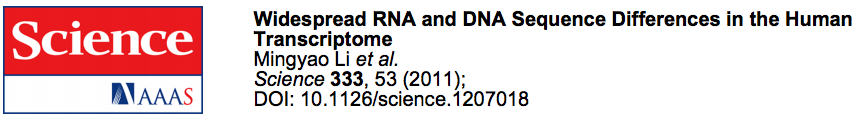 Science
AAAS
Widespread RNA and DNA Sequence Differences in the Human
Transcriptome
Mingyao Li et al.
Science 333, 53 (2011);
DOI: 10.1126/science.1207018